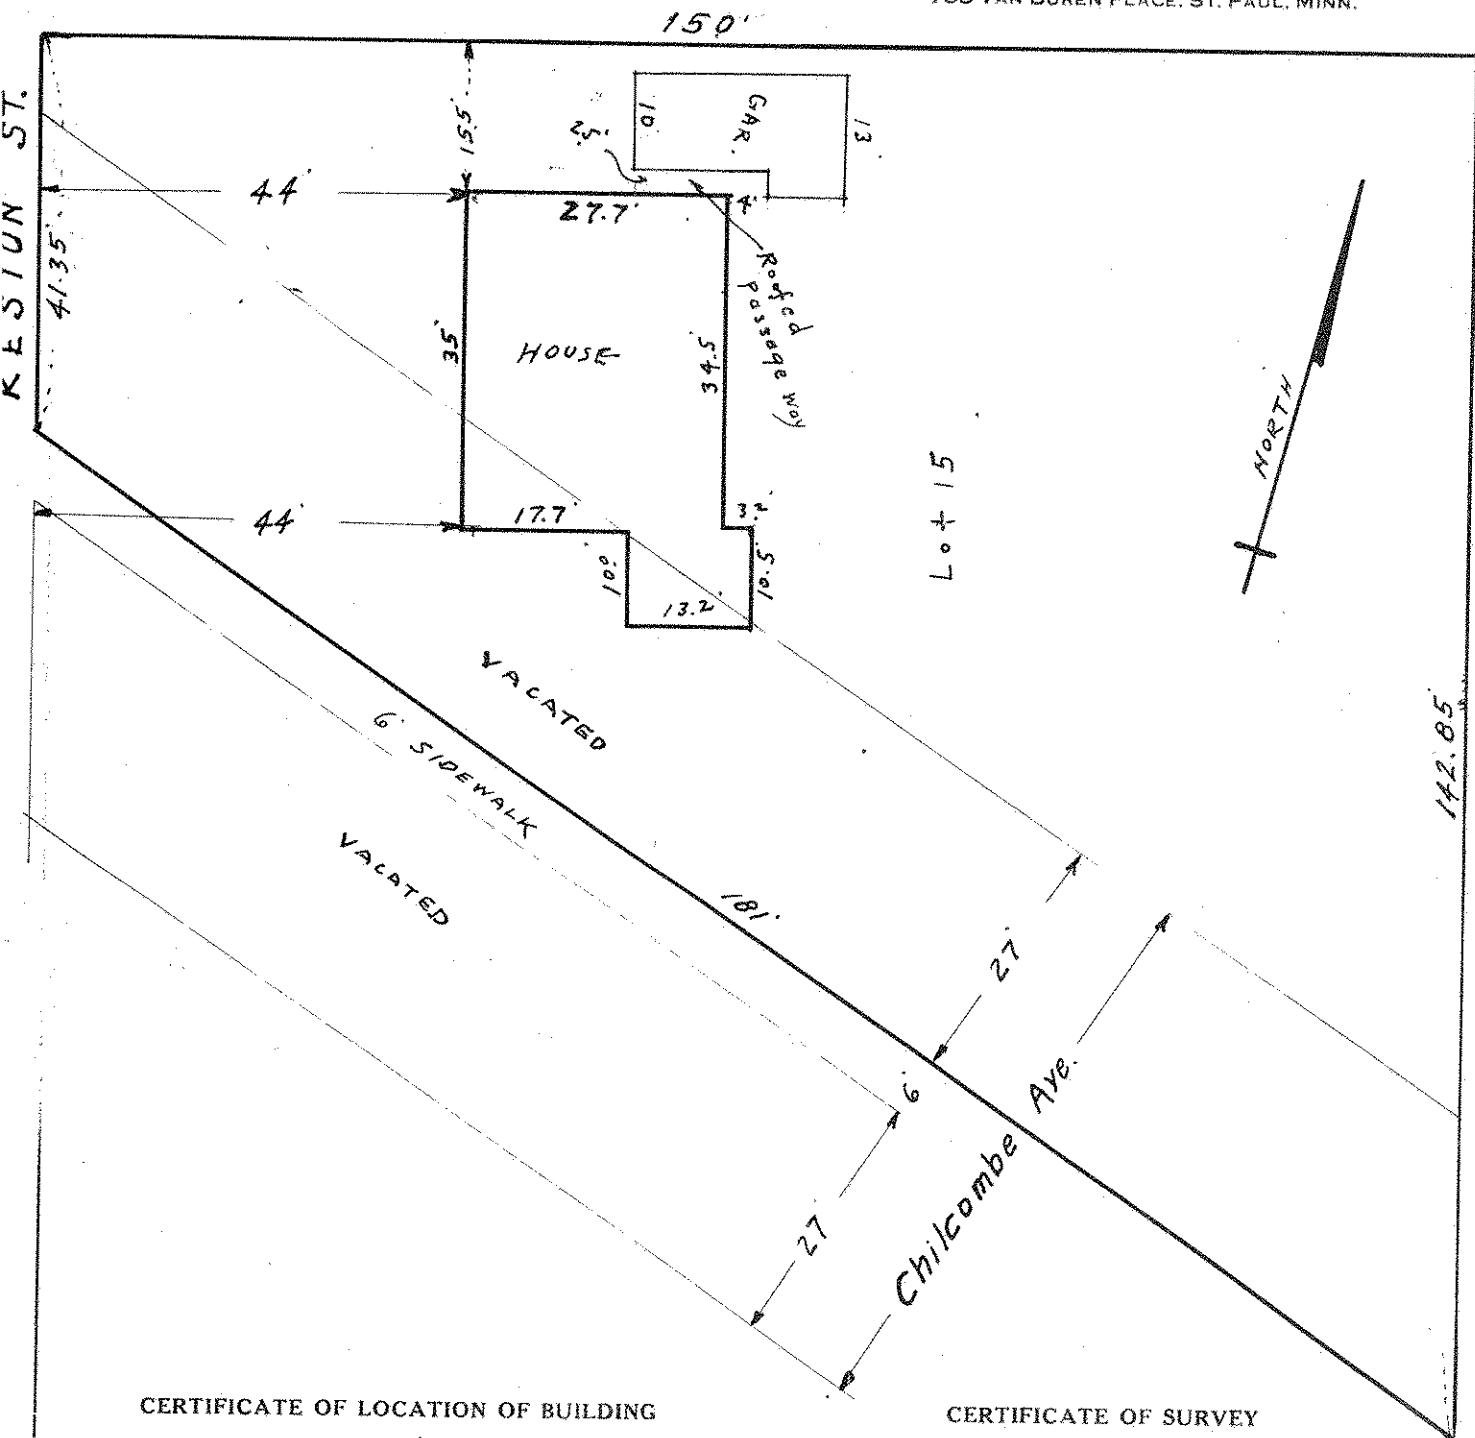 150'
KESTON ST.
41.35'
15.5'
44'
2.5'
10
GAR.
13
27.7'
4'
Roofed
passage way
35'
HOUSE
34.5'
NORTH
Lot 15
44'
17.7'
3.2'
10'
13.2'
10.5'
VACATED
6' SIDEWALK
VACATED
142.85'
181'
27'
6'
27'
Chilcombe Ave.
CERTIFICATE OF LOCATION OF BUILDING
CERTIFICATE OF SURVEY